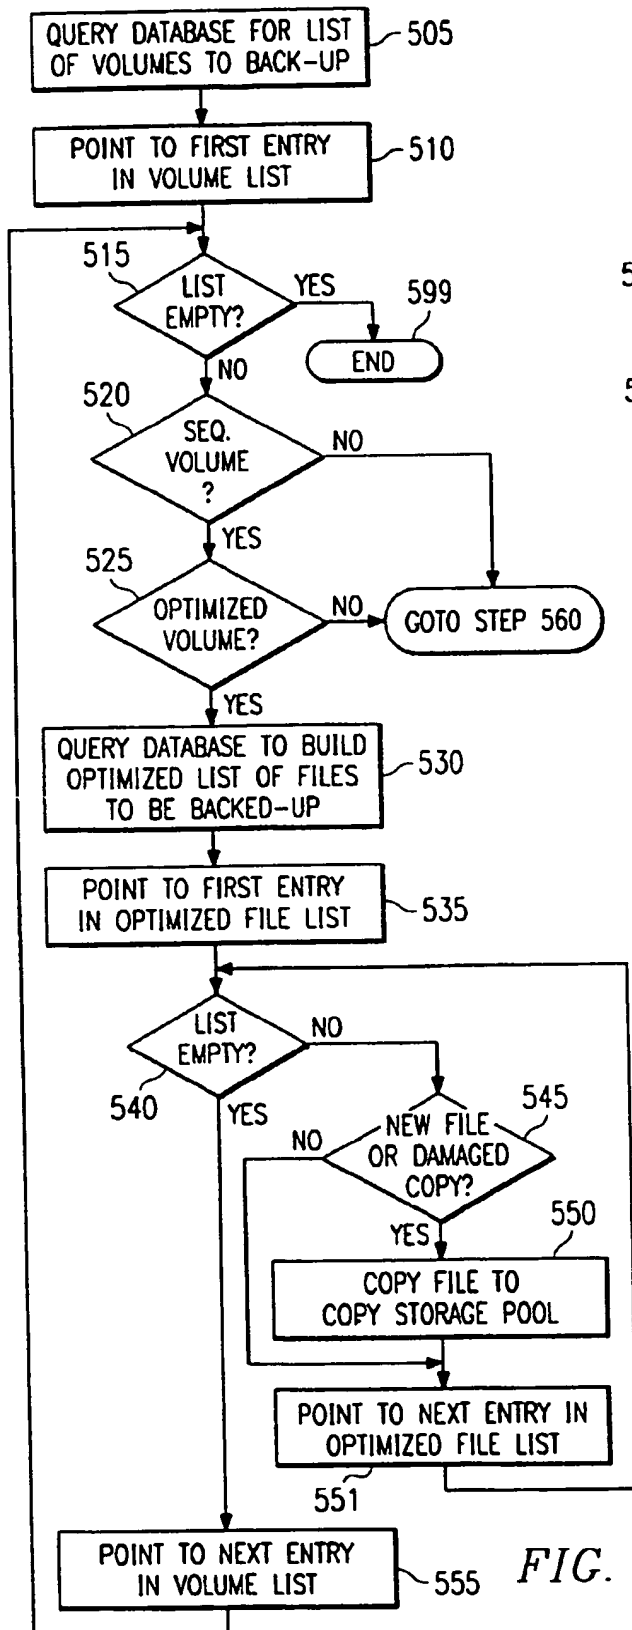 QUERY DATABASE FOR LIST
OF VOLUMES TO BACK-UP
505
POINT TO FIRST ENTRY
IN VOLUME LIST
510
515
LIST
EMPTY?
YES
599
END
NO
520
SEQ.
VOLUME
?
NO
YES
525
OPTIMIZED
VOLUME?
NO
GOTO STEP 560
YES
QUERY DATABASE TO BUILD
OPTIMIZED LIST OF FILES
TO BE BACKED-UP
530
POINT TO FIRST ENTRY
IN OPTIMIZED FILE LIST
535
LIST
EMPTY?
NO
540
YES
545
NEW FILE
OR DAMAGED
COPY?
NO
YES
550
COPY FILE TO
COPY STORAGE POOL
POINT TO NEXT ENTRY IN
OPTIMIZED FILE LIST
551
POINT TO NEXT ENTRY
IN VOLUME LIST
555
FIG.